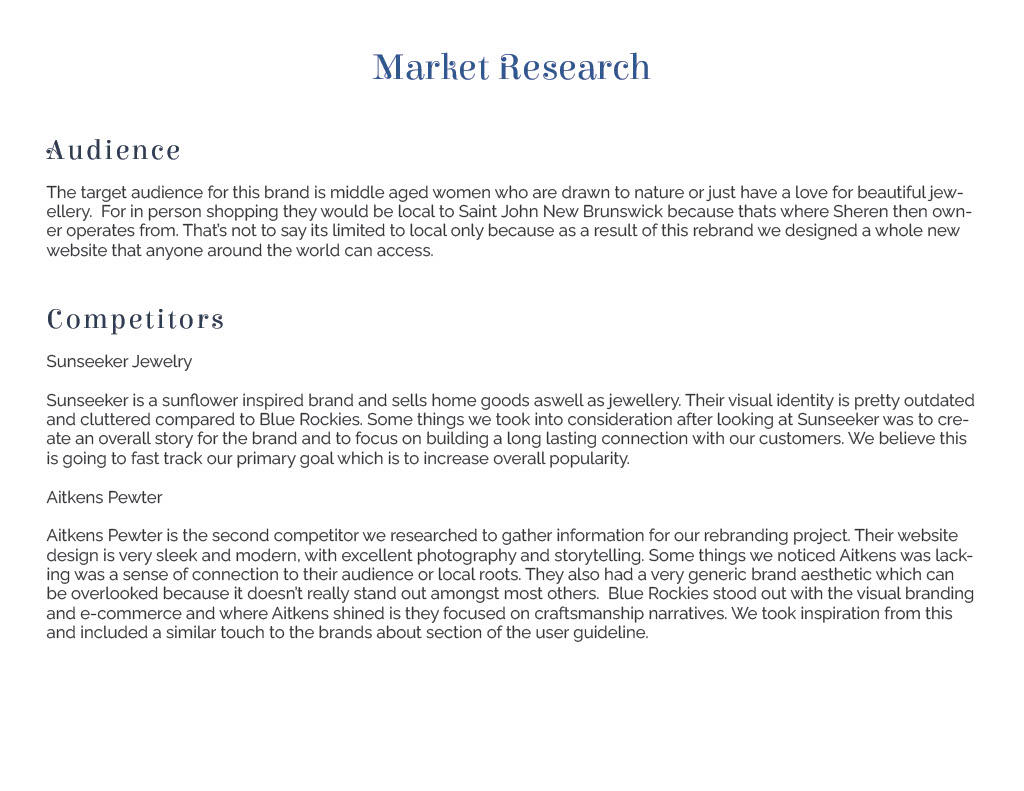 Market Research
Audience
The target audience for this brand is middle aged women who are drawn to nature or just have a love for beautiful jew-
ellery.  For in person shopping they would be local to Saint John New Brunswick because thats where Sheren then own-
er operates from. That's not to say its limited to local only because as a result of this rebrand we designed a whole new
website that anyone around the world can access.
Competitors
Sunseeker Jewelry
Sunseeker is a sunflower inspired brand and sells home goods aswell as jewellery. Their visual identity is pretty outdated
and cluttered compared to Blue Rockies. Some things we took into consideration after looking at Sunseeker was to cre-
ate an overall story for the brand and to focus on building a long lasting connection with our customers. We believe this
is going to fast track our primary goal which is to increase overall popularity.
Aitkens Pewter
Aitkens Pewter is the second competitor we researched to gather information for our rebranding project. Their website
design is very sleek and modern, with excellent photography and storytelling. Some things we noticed Aitkens was lack-
ing was a sense of connection to their audience or local roots. They also had a very generic brand aesthetic which can
be overlooked because it doesn't really stand out amongst most others.  Blue Rockies stood out with the visual branding
and e-commerce and where Aitkens shined is they focused on craftsmanship narratives. We took inspiration from this
and included a similar touch to the brands about section of the user guideline.